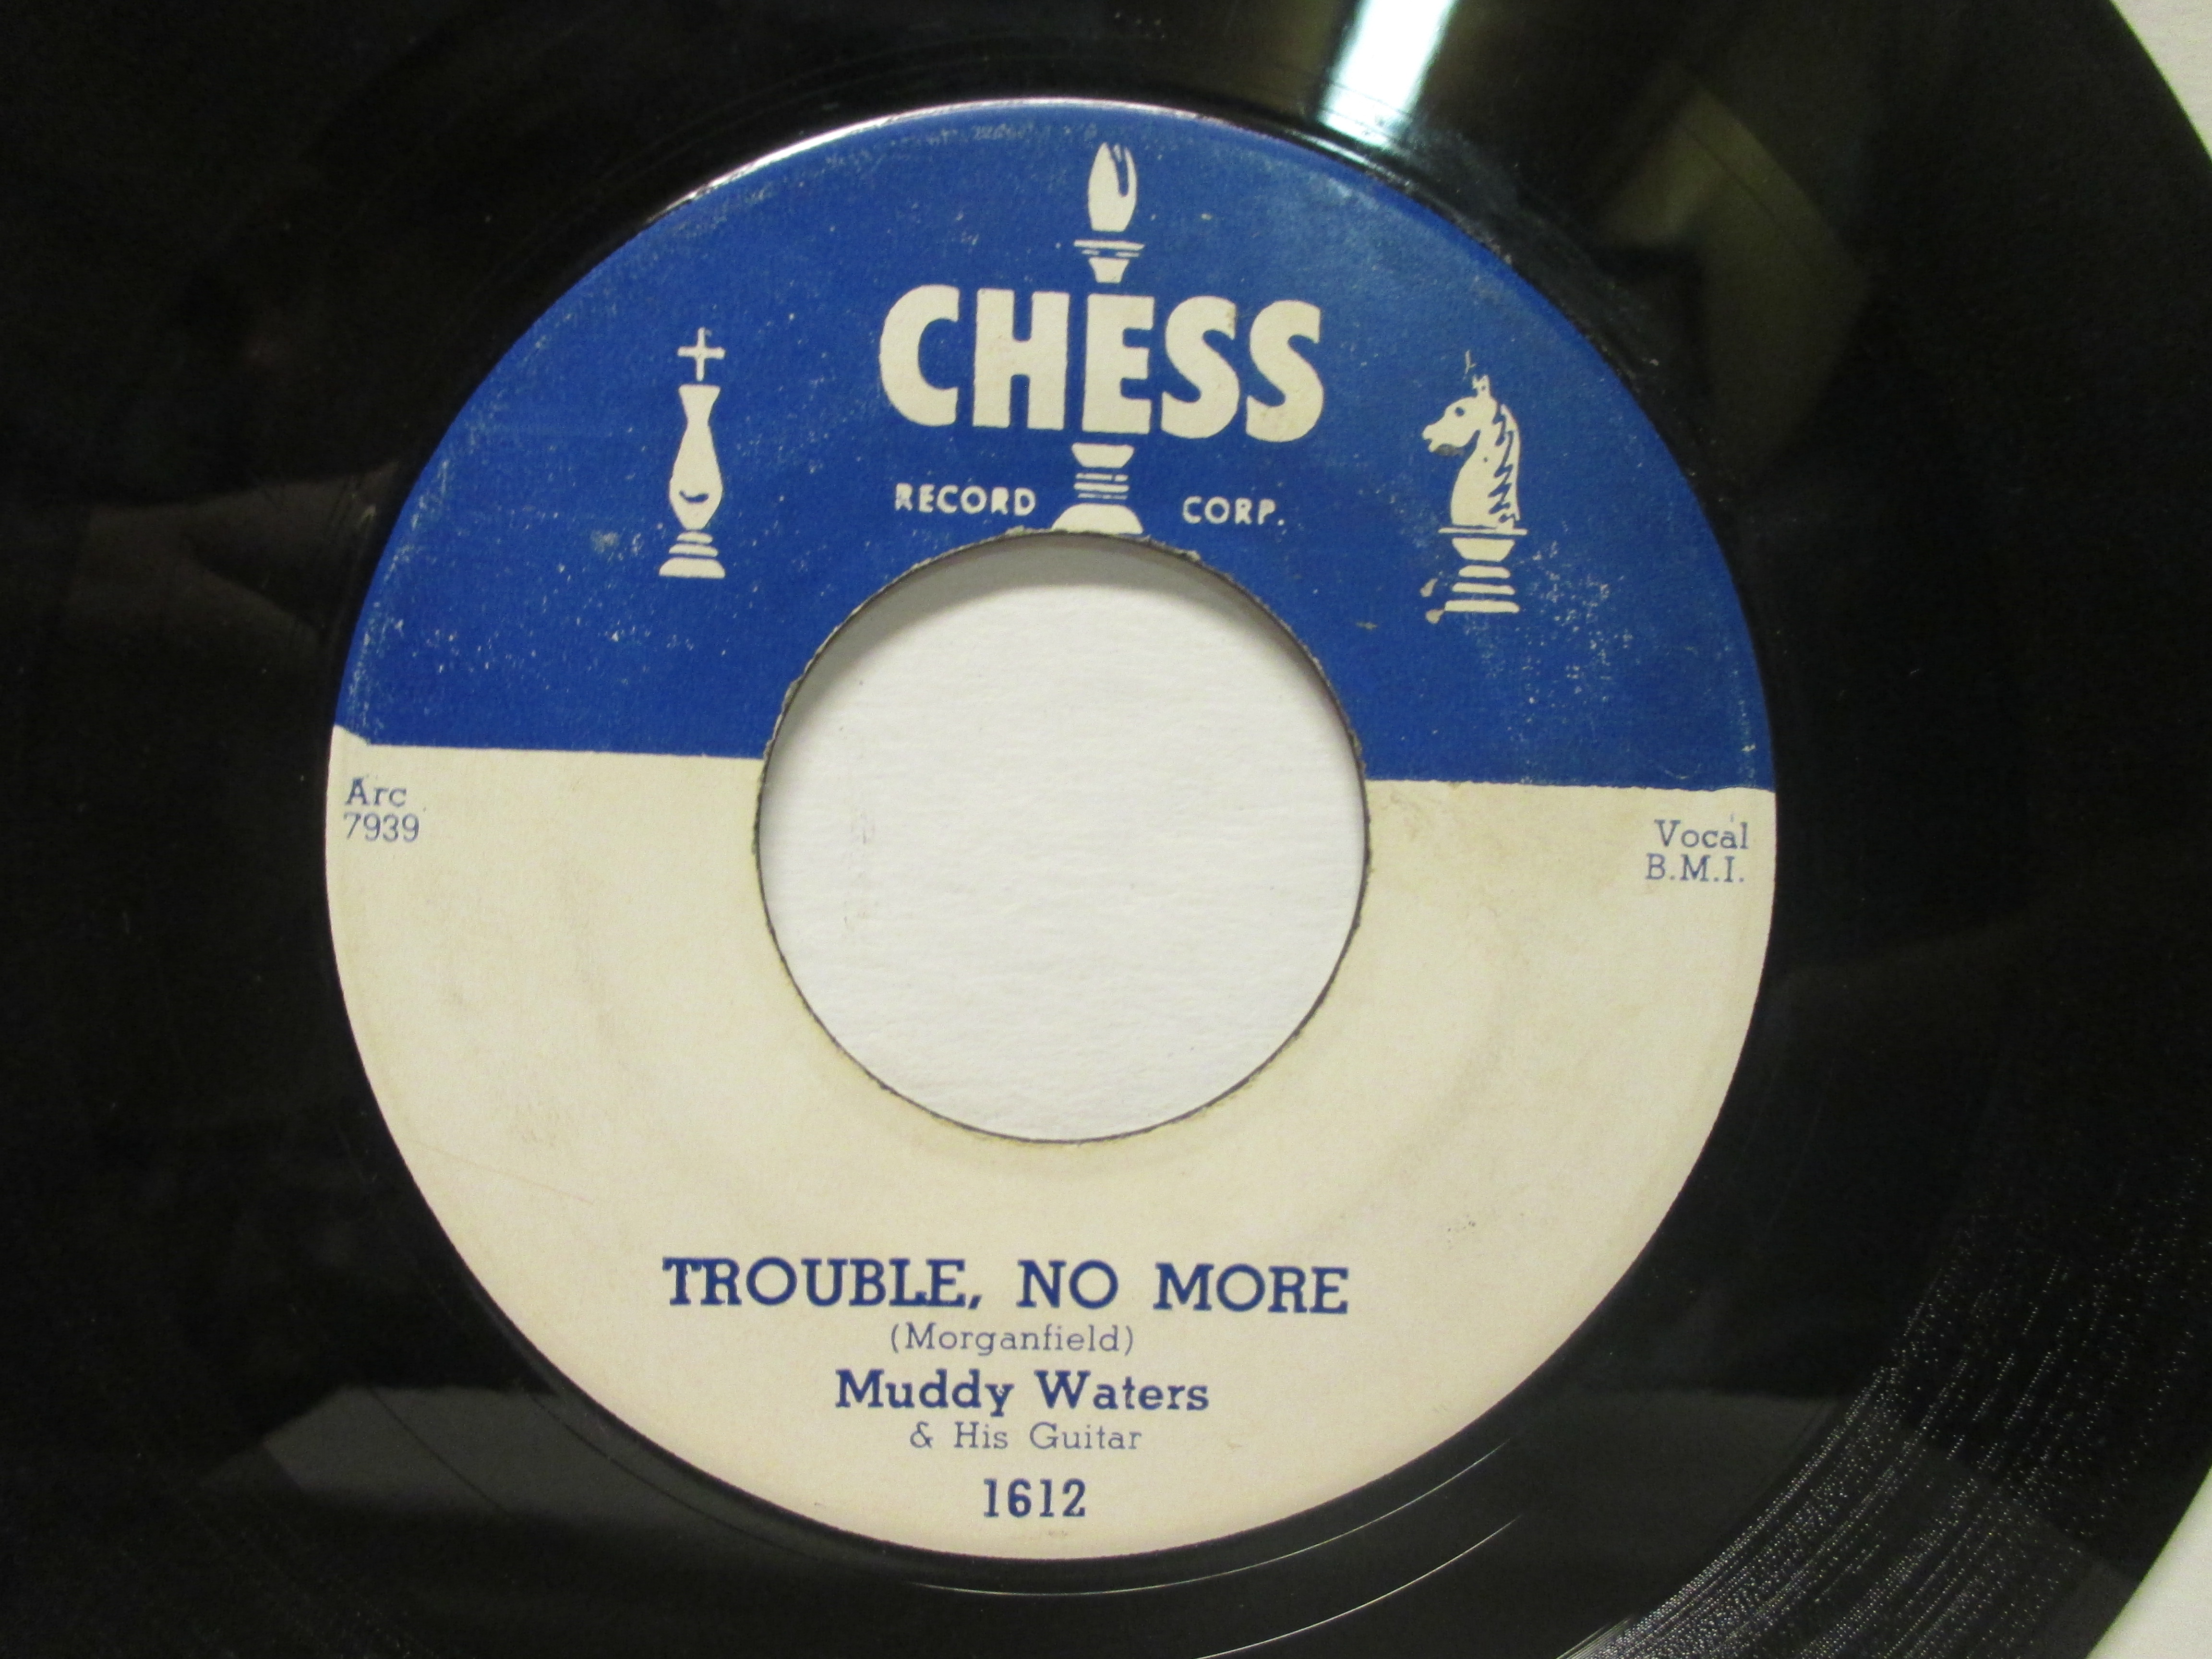 CHESS
RECORD CORP.
Arc
7939
Vocal
B.M.I.
TROUBLE, NO MORE
(Morganfield)
Muddy Waters
& His Guitar
1612